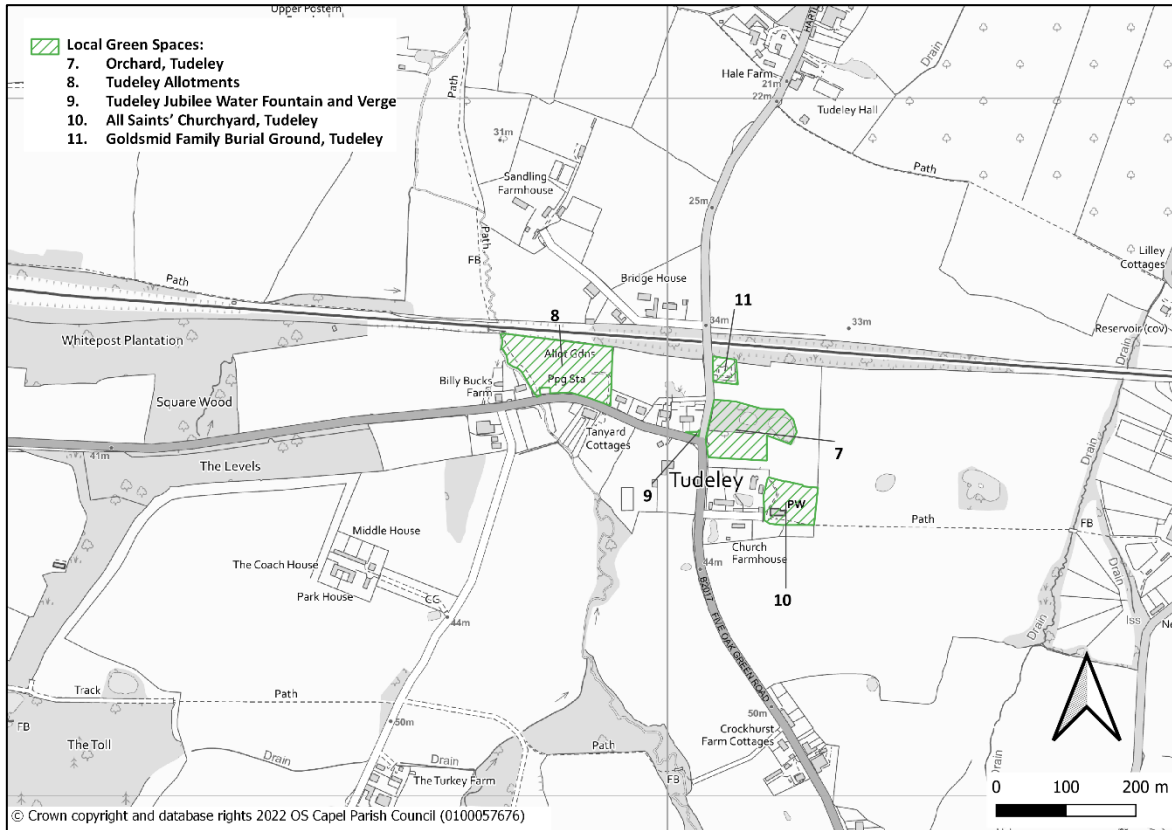 Upper Postern
Local Green Spaces:
7. Orchard, Tudeley
8. Tudeley Allotments
9. Tudeley Jubilee Water Fountain and Verge
10. All Saints' Churchyard, Tudeley
11. Goldsmid Family Burial Ground, Tudeley
Path
Drain
Hale Farm
21m
22m
Tudeley Hall
31m
Sandling
Farmhouse
Path
25m
Path
Lilley
Cottages
FB
Path
Bridge House
11
8
34m
33m
Reservoir (cov)
Whitepost Plantation
Allot Gdns
Drain
Billy Bucks
Farm
Ppg Sta
Square Wood
Tanyard
Cottages
41m
The Levels
7
9
Tudeley
PW
Path
FB
Middle House
Church
Farmhouse
Drain
The Coach House
44m
Park House
10
CG
44m
B2017 FIVE OAK GREEN ROAD
Drain
Iss
Track
Path
50m
50m
FB
Crockhurst
Farm Cottages
The Toll
Drain
Drain
Path
FB
The Turkey Farm
0 100 200 m
© Crown copyright and database rights 2022 OS Capel Parish Council (0100057676)